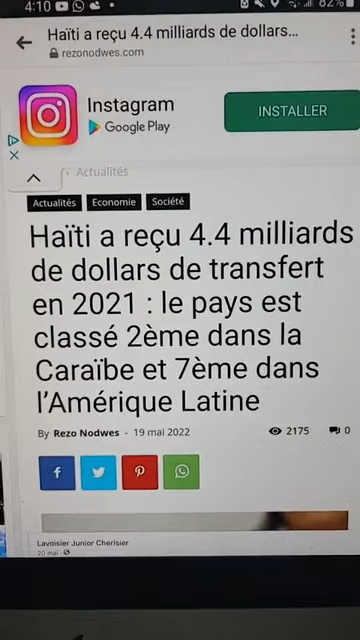 4:10
82%
Haïti a reçu 4.4 milliards de dollars...
rezonodwes.com
Instagram
Google Play
INSTALLER
Actualités
Actualités Economie Société
Haïti a reçu 4.4 milliards
de dollars de transfert
en 2021 : le pays est
classé 2ème dans la
Caraïbe et 7ème dans
l'Amérique Latine
By Rezo Nodwes - 19 mai 2022 2175 0
Lavoisier Junior Cherisier
20 mai